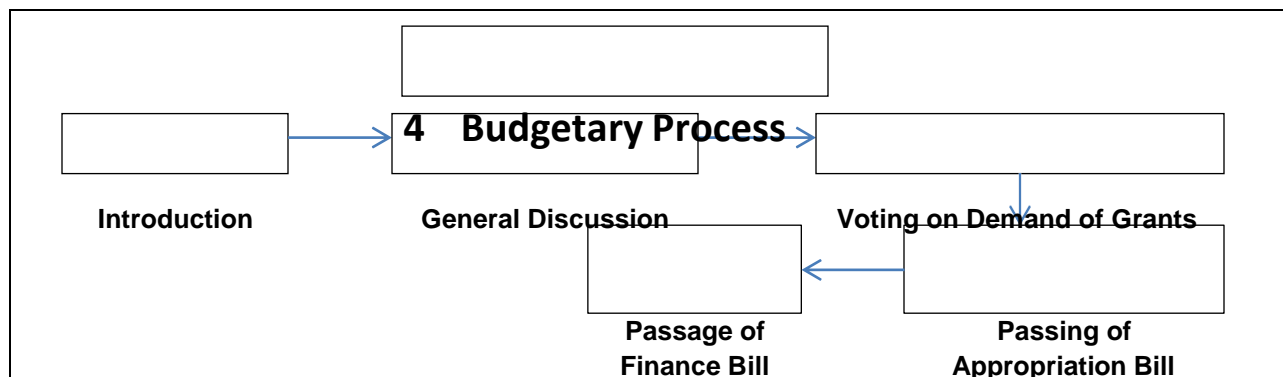 4 Budgetary Process
Introduction
General Discussion
Voting on Demand of Grants
Passage of
Finance Bill
Passing of
Appropriation Bill